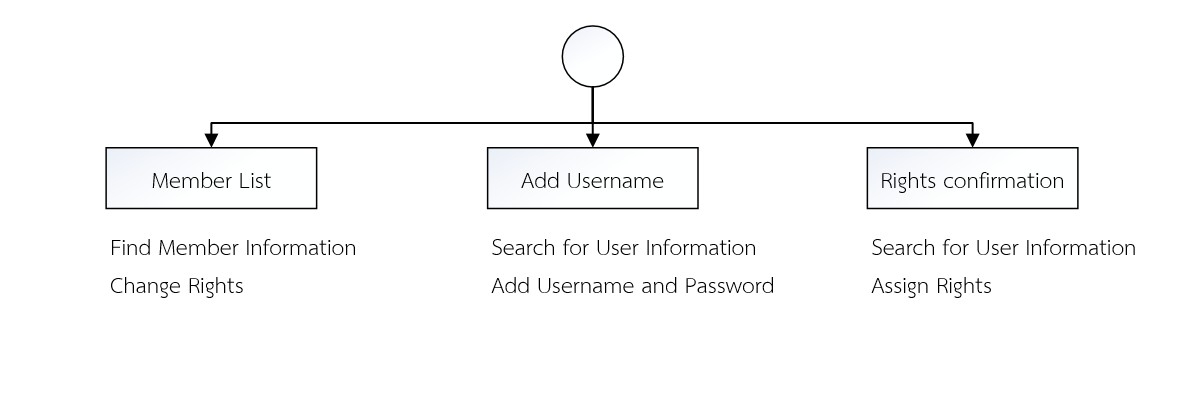 Member List
Find Member Information
Change Rights
Add Username
Search for User Information
Add Username and Password
Rights confirmation
Search for User Information
Assign Rights